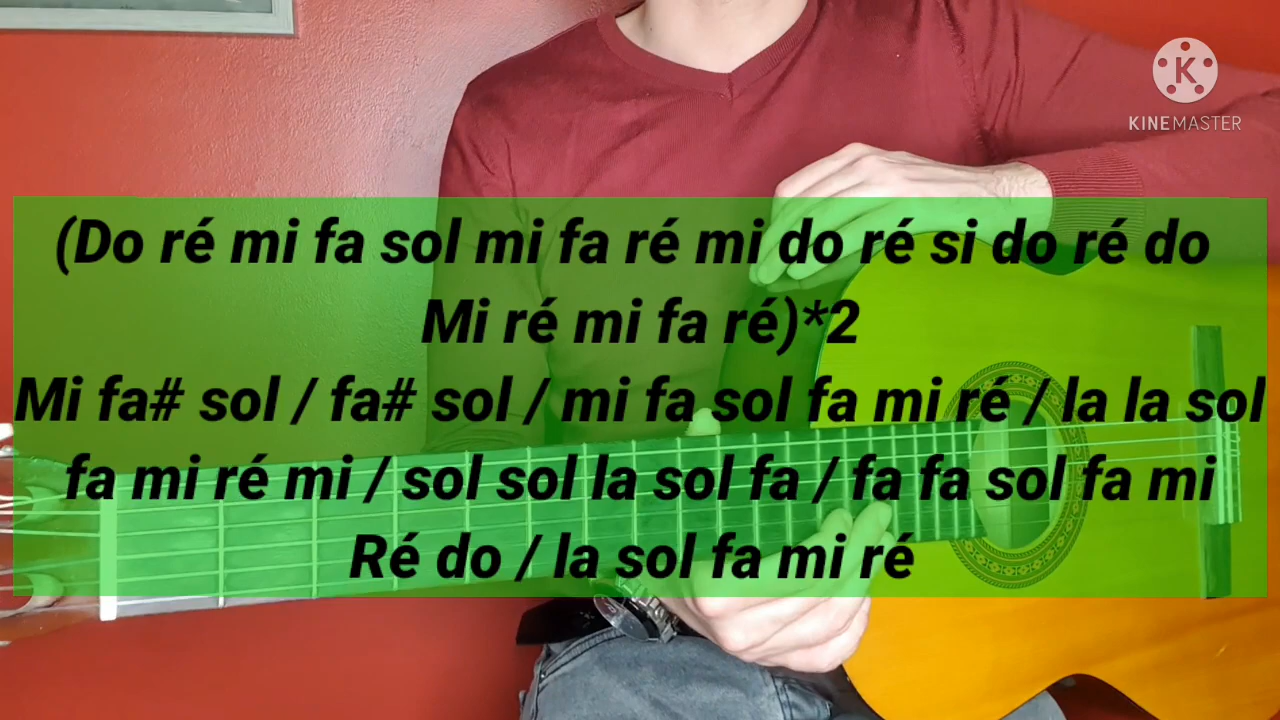 KINEMASTER
(Do ré mi fa sol mi fa ré mi do ré si do ré do
Mi ré mi fa ré)*2
Mi fa# sol / fa# sol / mi fa sol fa mi ré / la la sol
fa mi ré mi / sol sol la sol fa / fa fa sol fa mi
Ré do / la sol fa mi ré